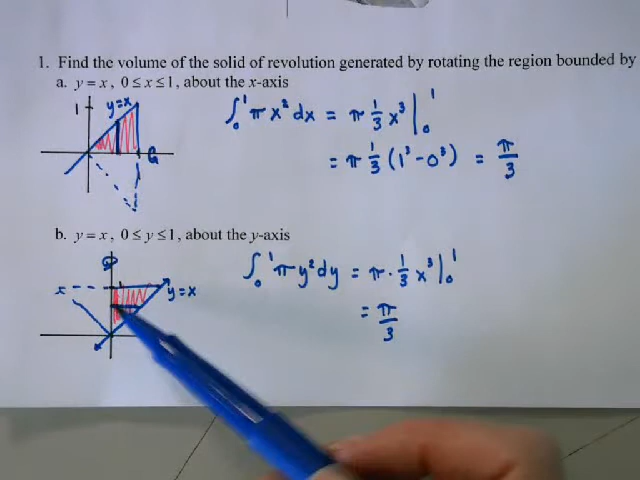 1. Find the volume of the solid of revolution generated by rotating the region bounded by
a. y = x, 0 ≤ x ≤ 1, about the x-axis
1 y=x
∫₀¹ π x² dx = π 1/3 x³ |₀¹
= π 1/3 (1³ - 0³) = π/3
b. y = x, 0 ≤ y ≤ 1, about the y-axis
y=x
∫₀¹ π y² dy = π · 1/3 x³ |₀¹
= π/3